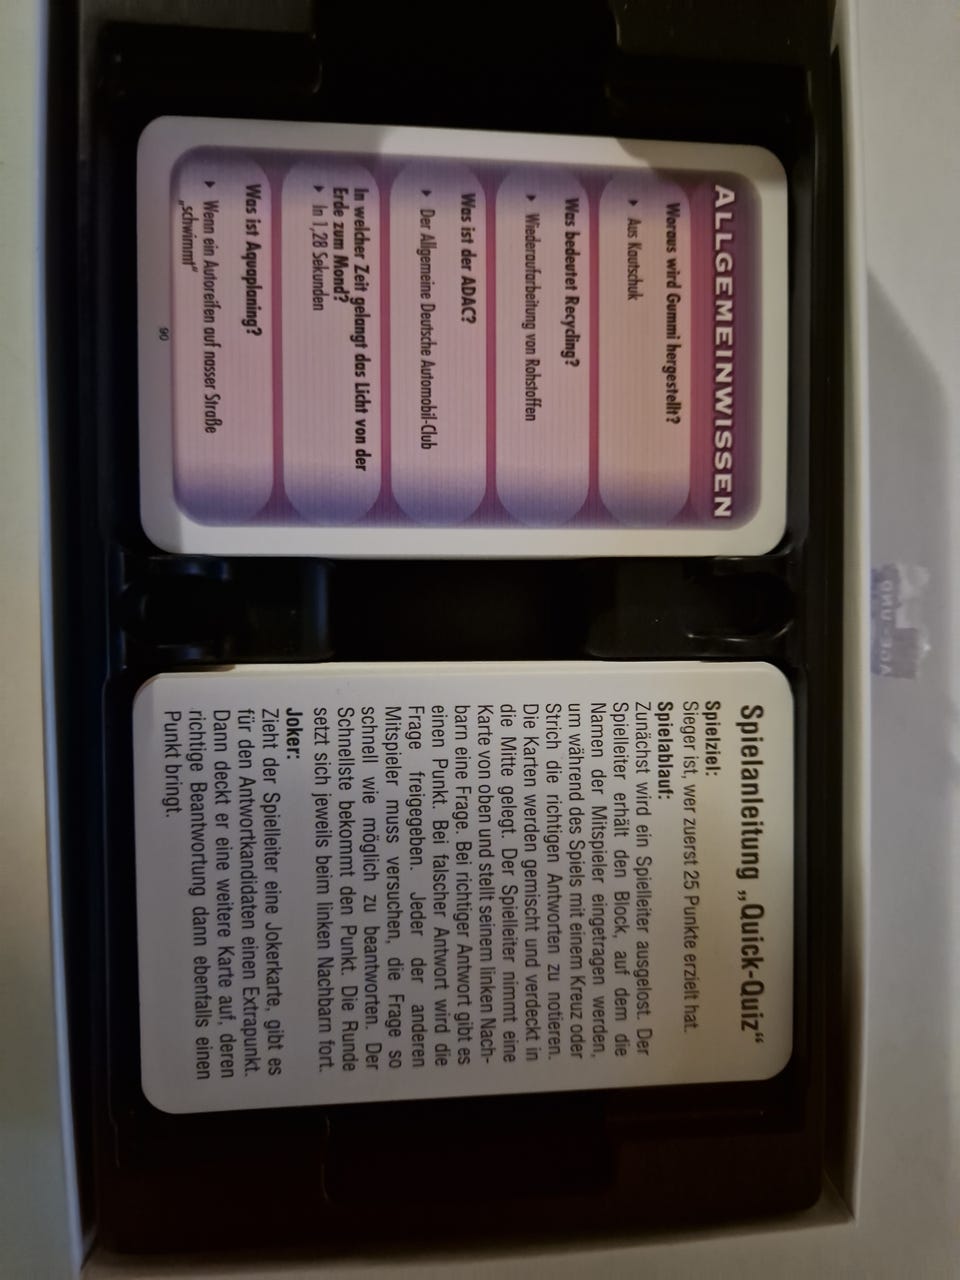 ALLGEMEINWISSEN
Woraus wird Gummi hergestellt?
Aus Kautschuk
Was bedeutet Recycling?
Wiederaufarbeitung von Rohstoffen
Was ist der ADAC?
Der Allgemeine Deutsche Automobil-Club
In welcher Zeit gelangt das Licht von der
Erde zum Mond?
In 1,28 Sekunden
Was ist Aquaplaning?
Wenn ein Autoreifen auf nasser Straße
„schwimmt"
90
Spielanleitung „Quick-Quiz"
Spielziel:
Sieger ist, wer zuerst 25 Punkte erzielt hat.
Spielablauf:
Zunächst wird ein Spielleiter ausgelost. Der
Spielleiter erhält den Block, auf dem die
Namen der Mitspieler eingetragen werden,
um während des Spiels mit einem Kreuz oder
Strich die richtigen Antworten zu notieren.
Die Karten werden gemischt und verdeckt in
die Mitte gelegt. Der Spielleiter nimmt eine
Karte von oben und stellt seinem linken Nach-
barn eine Frage. Bei richtiger Antwort gibt es
einen Punkt. Bei falscher Antwort wird die
Frage freigegeben. Jeder der anderen
Mitspieler muss versuchen, die Frage so
schnell wie möglich zu beantworten. Der
Schnellste bekommt den Punkt. Die Runde
setzt sich jeweils beim linken Nachbarn fort.
Joker:
Zieht der Spielleiter eine Jokerkarte, gibt es
für den Antwortkandidaten einen Extrapunkt.
Dann deckt er eine weitere Karte auf, deren
richtige Beantwortung dann ebenfalls einen
Punkt bringt.